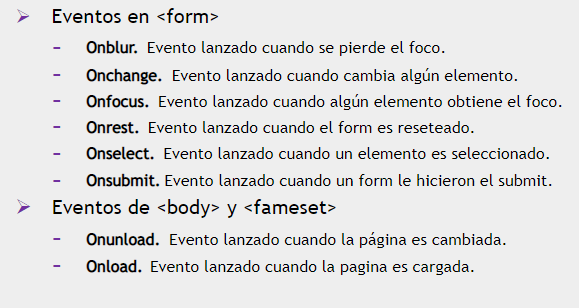 Eventos en <form>
- Onblur. Evento lanzado cuando se pierde el foco.
- Onchange. Evento lanzado cuando cambia algún elemento.
- Onfocus. Evento lanzado cuando algún elemento obtiene el foco.
- Onrest. Evento lanzado cuando el form es reseteado.
- Onselect. Evento lanzado cuando un elemento es seleccionado.
- Onsubmit. Evento lanzado cuando un form le hicieron el submit.
Eventos de <body> y <fameset>
- Onunload. Evento lanzado cuando la página es cambiada.
- Onload. Evento lanzado cuando la pagina es cargada.